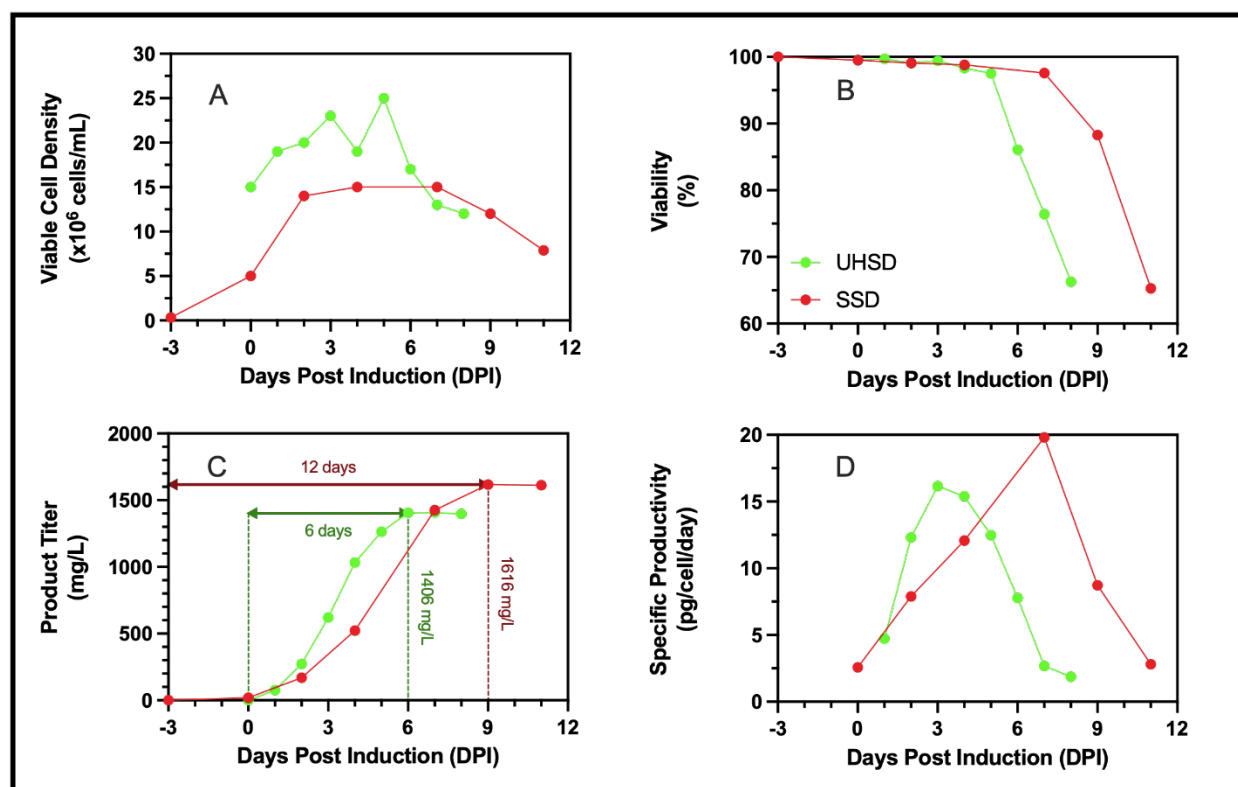 A
30
25
20
15
10
5
0
Viable Cell Density
(x10⁶ cells/mL)
-3 0 3 6 9 12
Days Post Induction (DPI)
B
100
90
80
70
60
Viability
(%)
UHSD
SSD
-3 0 3 6 9 12
Days Post Induction (DPI)
C
2000
1500
1000
500
0
Product Titer
(mg/L)
12 days
6 days
1406 mg/L
1616 mg/L
-3 0 3 6 9 12
Days Post Induction (DPI)
D
20
15
10
5
0
Specific Productivity
(pg/cell/day)
-3 0 3 6 9 12
Days Post Induction (DPI)